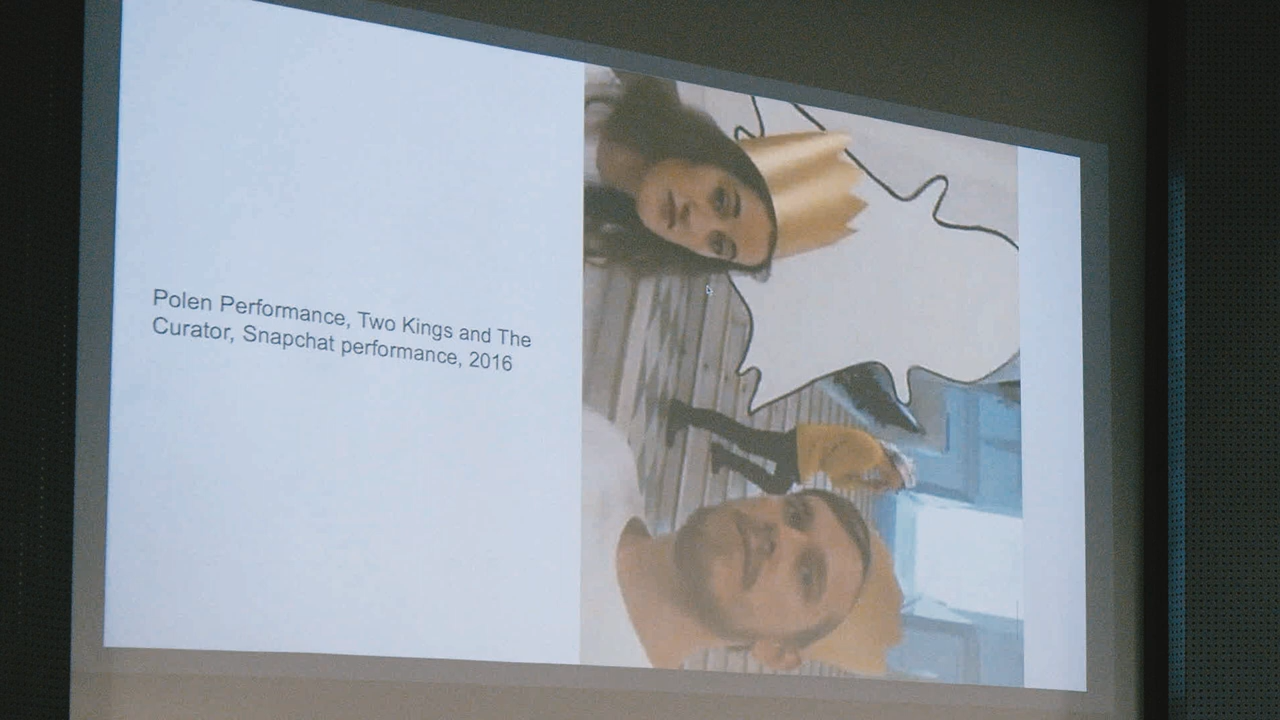 Polen Performance, Two Kings and The
Curator, Snapchat performance, 2016